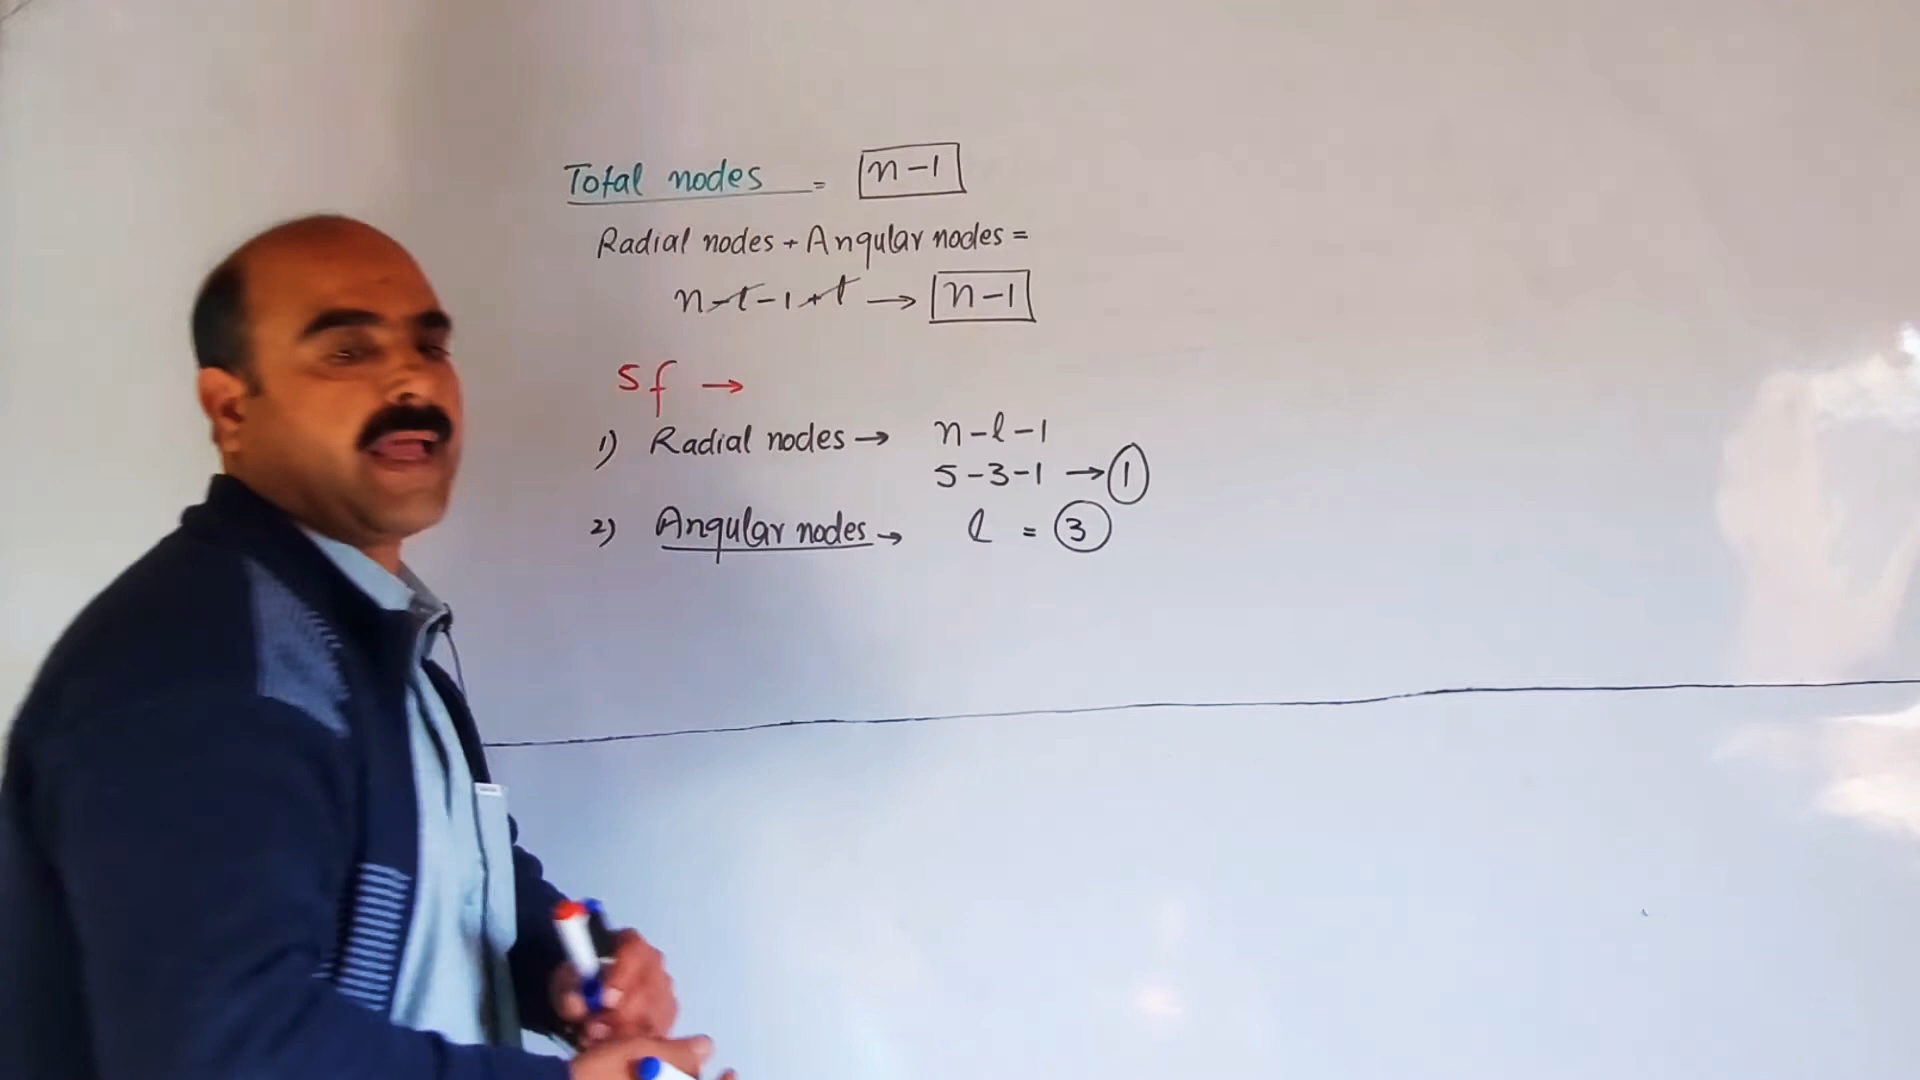 Total nodes = n-1
Radial nodes + Angular nodes =
n-l-1+l → n-1
5f →
1) Radial nodes → n-l-1
5-3-1 → 1
2) Angular nodes → l = 3